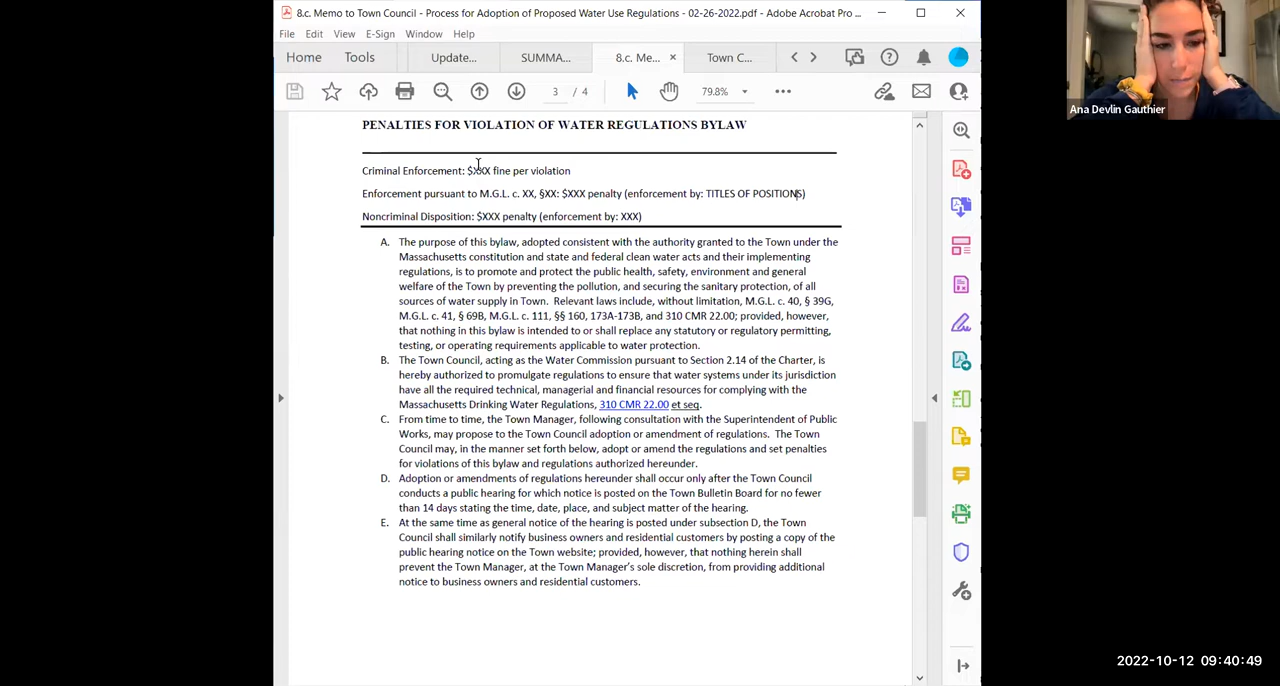 8.c. Memo to Town Council - Process for Adoption of Proposed Water Use Regulations - 02-26-2022.pdf - Adobe Acrobat Pro ...
File Edit View E-Sign Window Help
Home Tools Update... SUMMA... 8.c. Me... × Town C...
3 / 4 79.8%
PENALTIES FOR VIOLATION OF WATER REGULATIONS BYLAW
Criminal Enforcement: $XXX fine per violation
Enforcement pursuant to M.G.L. c. XX, §XX: $XXX penalty (enforcement by: TITLES OF POSITIONS)
Noncriminal Disposition: $XXX penalty (enforcement by: XXX)
A. The purpose of this bylaw, adopted consistent with the authority granted to the Town under the
Massachusetts constitution and state and federal clean water acts and their implementing
regulations, is to promote and protect the public health, safety, environment and general
welfare of the Town by preventing the pollution, and securing the sanitary protection, of all
sources of water supply in Town. Relevant laws include, without limitation, M.G.L. c. 40, § 39G,
M.G.L. c. 41, § 69B, M.G.L. c. 111, §§ 160, 173A-173B, and 310 CMR 22.00; provided, however,
that nothing in this bylaw is intended to or shall replace any statutory or regulatory permitting,
testing, or operating requirements applicable to water protection.
B. The Town Council, acting as the Water Commission pursuant to Section 2.14 of the Charter, is
hereby authorized to promulgate regulations to ensure that water systems under its jurisdiction
have all the required technical, managerial and financial resources for complying with the
Massachusetts Drinking Water Regulations, 310 CMR 22.00 et seq.
C. From time to time, the Town Manager, following consultation with the Superintendent of Public
Works, may propose to the Town Council adoption or amendment of regulations. The Town
Council may, in the manner set forth below, adopt or amend the regulations and set penalties
for violations of this bylaw and regulations authorized hereunder.
D. Adoption or amendments of regulations hereunder shall occur only after the Town Council
conducts a public hearing for which notice is posted on the Town Bulletin Board for no fewer
than 14 days stating the time, date, place, and subject matter of the hearing.
E. At the same time as general notice of the hearing is posted under subsection D, the Town
Council shall similarly notify business owners and residential customers by posting a copy of the
public hearing notice on the Town website; provided, however, that nothing herein shall
prevent the Town Manager, at the Town Manager's sole discretion, from providing additional
notice to business owners and residential customers.
Ana Devlin Gauthier
2022-10-12 09:40:49